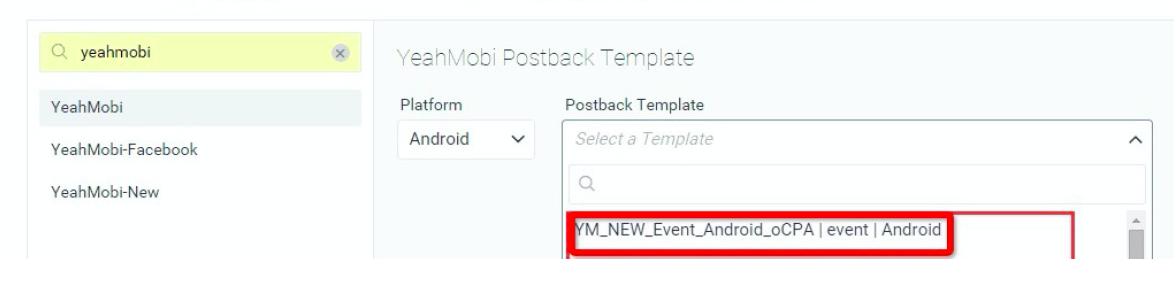 yeahmobi
YeahMobi
YeahMobi-Facebook
YeahMobi-New
YeahMobi Postback Template
Platform
Postback Template
Android
Select a Template
YM_NEW_Event_Android_oCPA | event | Android